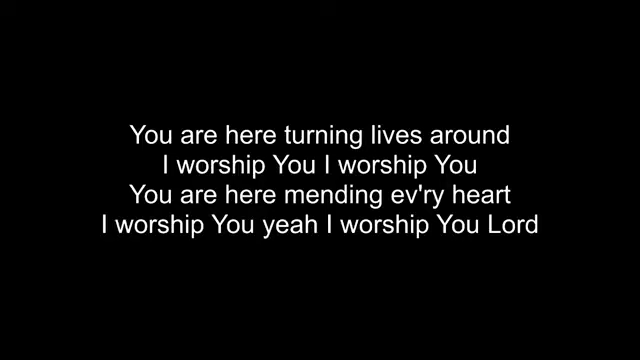 You are here turning lives around
I worship You I worship You
You are here mending ev'ry heart
I worship You yeah I worship You Lord